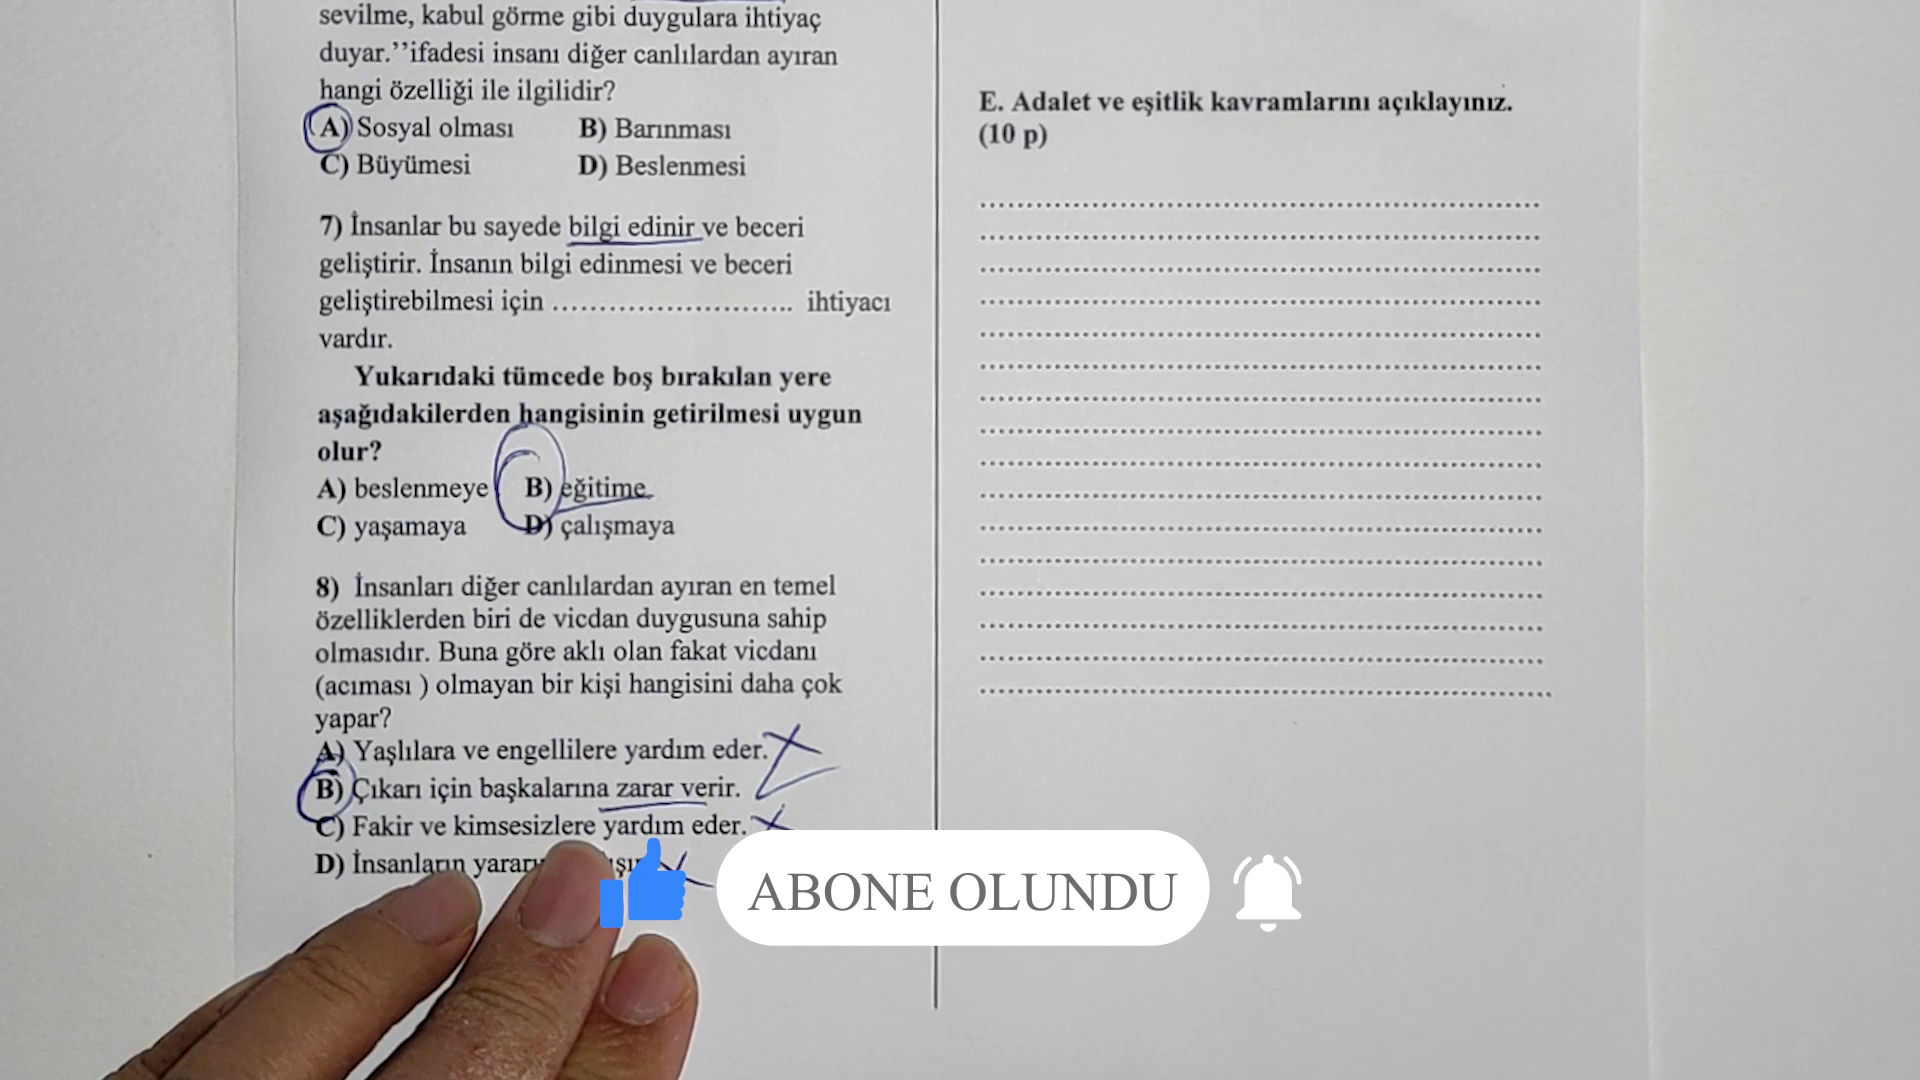 sevilme, kabul görme gibi duygulara ihtiyaç
duyar.’’ifadesi insanı diğer canlılardan ayıran
hangi özelliği ile ilgilidir?
A) Sosyal olması B) Barınması
C) Büyümesi D) Beslenmesi
7) İnsanlar bu sayede bilgi edinir ve beceri
geliştirir. İnsanın bilgi edinmesi ve beceri
geliştirebilmesi için ............................ ihtiyacı
vardır.
Yukarıdaki tümcede boş bırakılan yere
aşağıdakilerden hangisinin getirilmesi uygun
olur?
A) beslenmeye B) eğitime
C) yaşamaya D) çalışmaya
8) İnsanları diğer canlılardan ayıran en temel
özelliklerden biri de vicdan duygusuna sahip
olmasıdır. Buna göre aklı olan fakat vicdanı
(acıması ) olmayan bir kişi hangisini daha çok
yapar?
A) Yaşlılara ve engellilere yardım eder.
B) Çıkarı için başkalarına zarar verir.
C) Fakir ve kimsesizlere yardım eder.
D) İnsanların
E. Adalet ve eşitlik kavramlarını açıklayınız.
(10 p)
ABONE OLUNDU